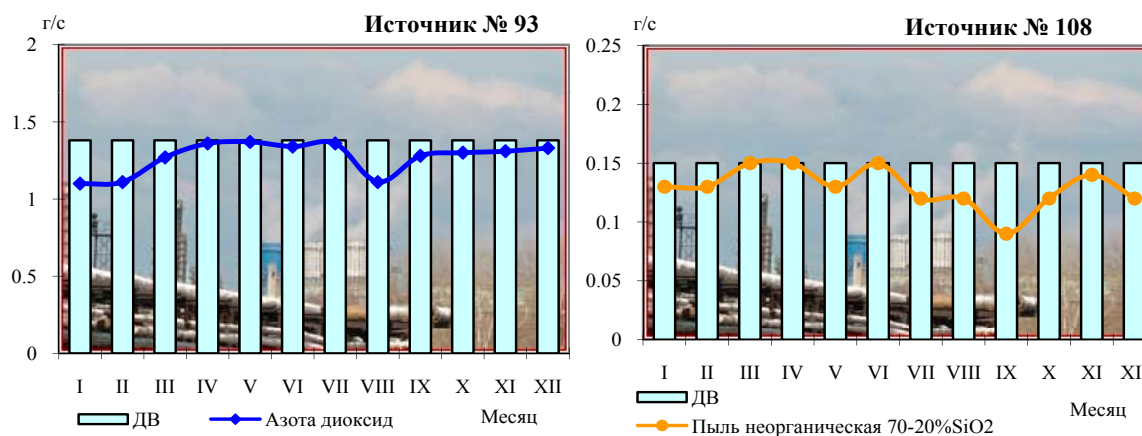 г/с
Источник № 93
2
1.5
1
0.5
0
I II III IV V VI VII VIII IX X XI XII
ДВ
Азота диоксид
Месяц
г/с
Источник № 108
0.25
0.2
0.15
0.1
0.05
0
I II III IV V VI VII VIII IX X XI XI
ДВ
Месяц
Пыль неорганическая 70-20%SiO2